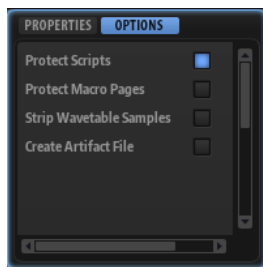 PROPERTIES OPTIONS
Protect Scripts
Protect Macro Pages
Strip Wavetable Samples
Create Artifact File